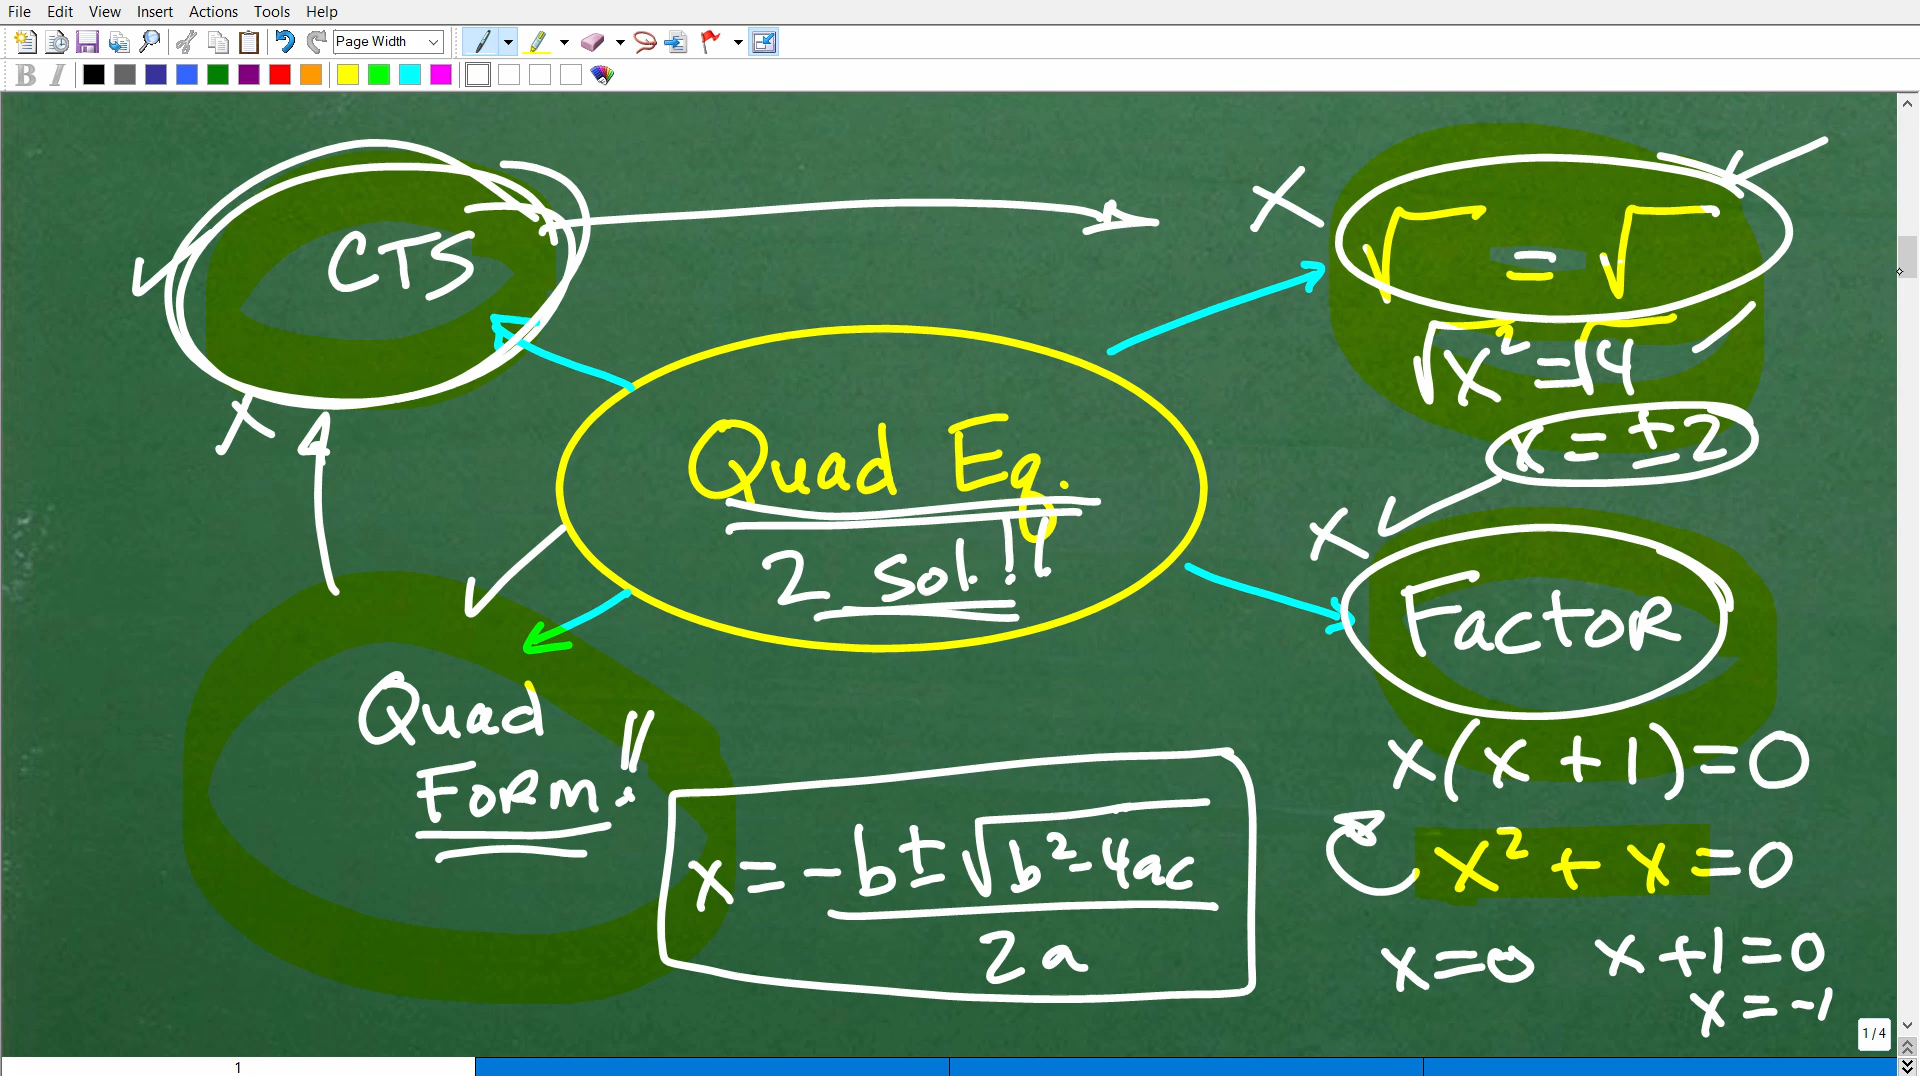 File Edit View Insert Actions Tools Help
Page Width
B I
CTS
X
√ = √
√x² = √4
x = ±2
X
Quad Eq.
2 Sol!!
X
X
Factor
Quad
Form!!
x = -b ± √b²-4ac
2a
x(x + 1) = 0
x² + x = 0
x = 0 x + 1 = 0
x = -1
1 / 4
1